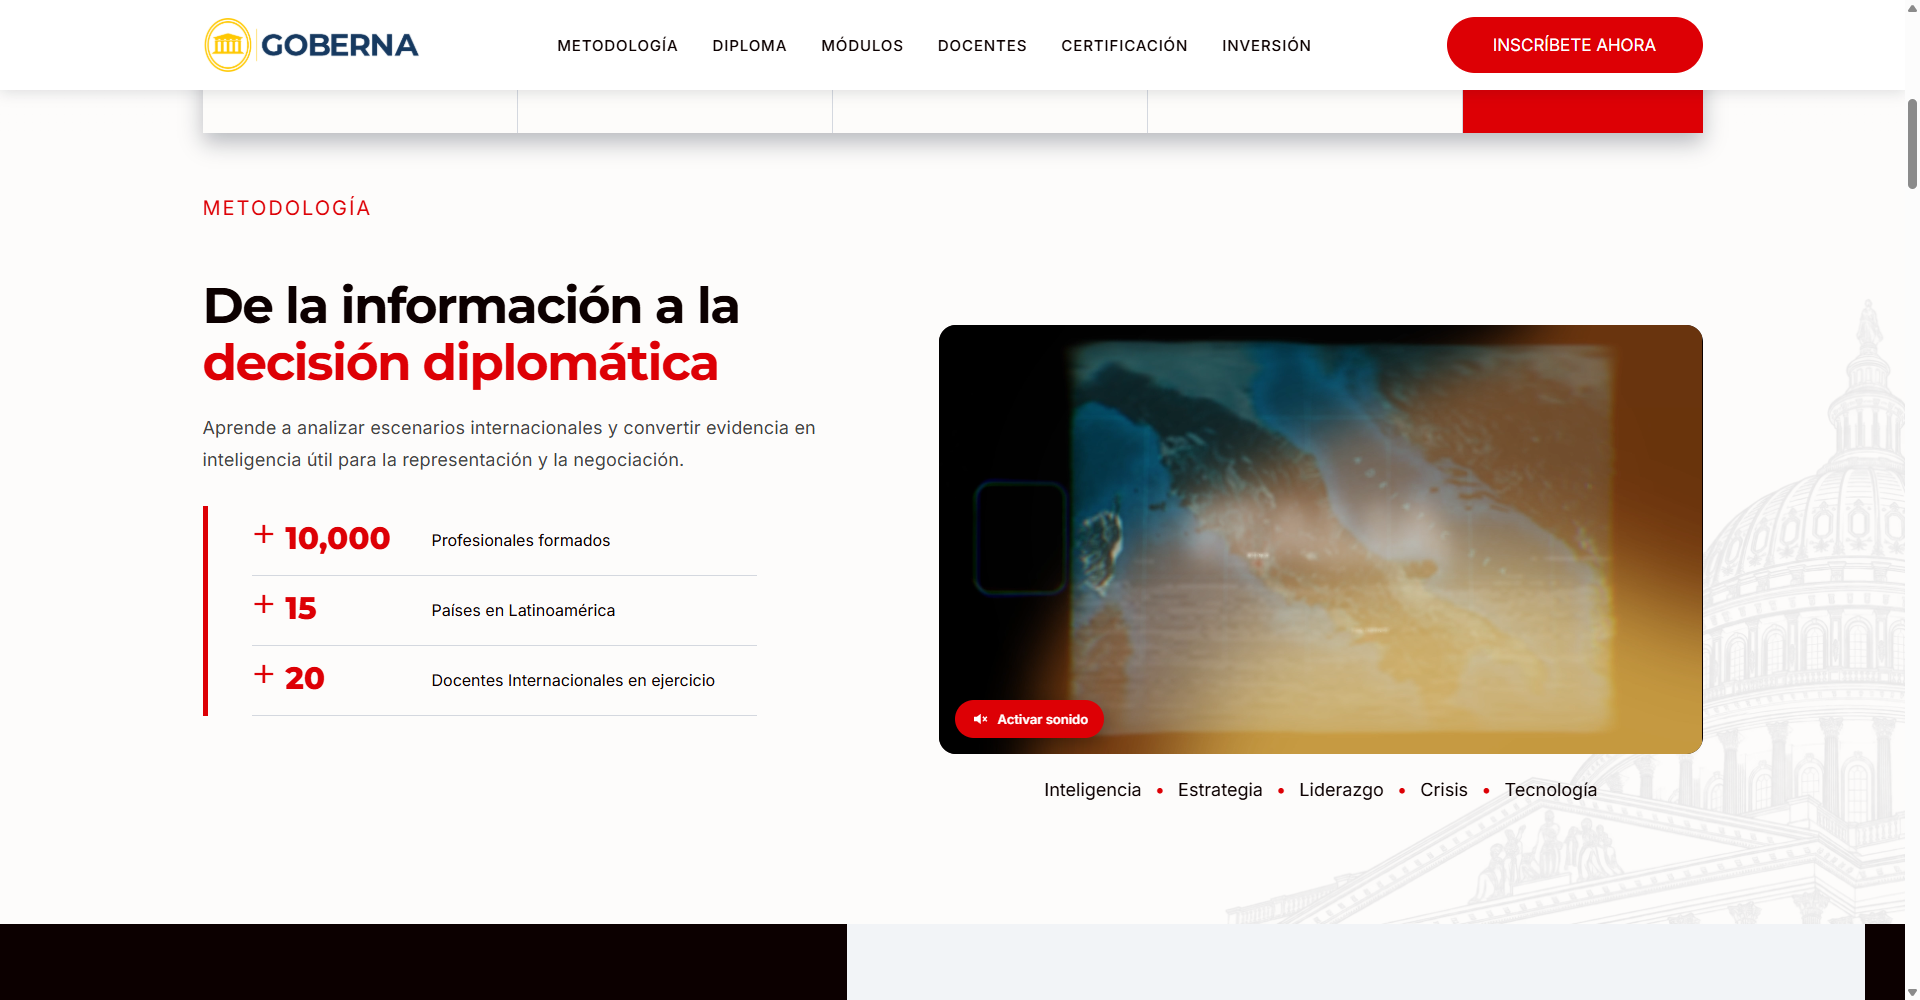 GOBERNA
METODOLOGÍA
DIPLOMA
MÓDULOS
DOCENTES
CERTIFICACIÓN
INVERSIÓN
INSCRÍBETE AHORA
METODOLOGÍA
De la información a la
decisión diplomática
Aprende a analizar escenarios internacionales y convertir evidencia en
inteligencia útil para la representación y la negociación.
+ 10,000 Profesionales formados
+ 15 Países en Latinoamérica
+ 20 Docentes Internacionales en ejercicio
Activar sonido
Inteligencia • Estrategia • Liderazgo • Crisis • Tecnología